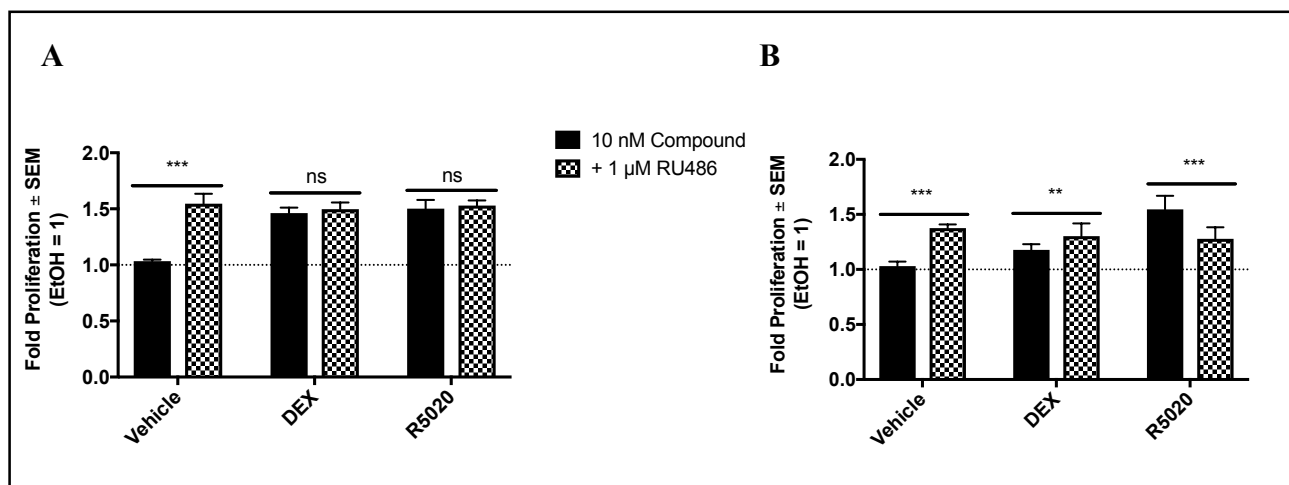 A
B
10 nM Compound
+ 1 µM RU486
Fold Proliferation ± SEM
(EtOH = 1)
2.0
1.5
1.0
0.5
0.0
***
ns
ns
Vehicle
DEX
R5020
Fold Proliferation ± SEM
(EtOH = 1)
2.0
1.5
1.0
0.5
0.0
***
**
***
Vehicle
DEX
R5020